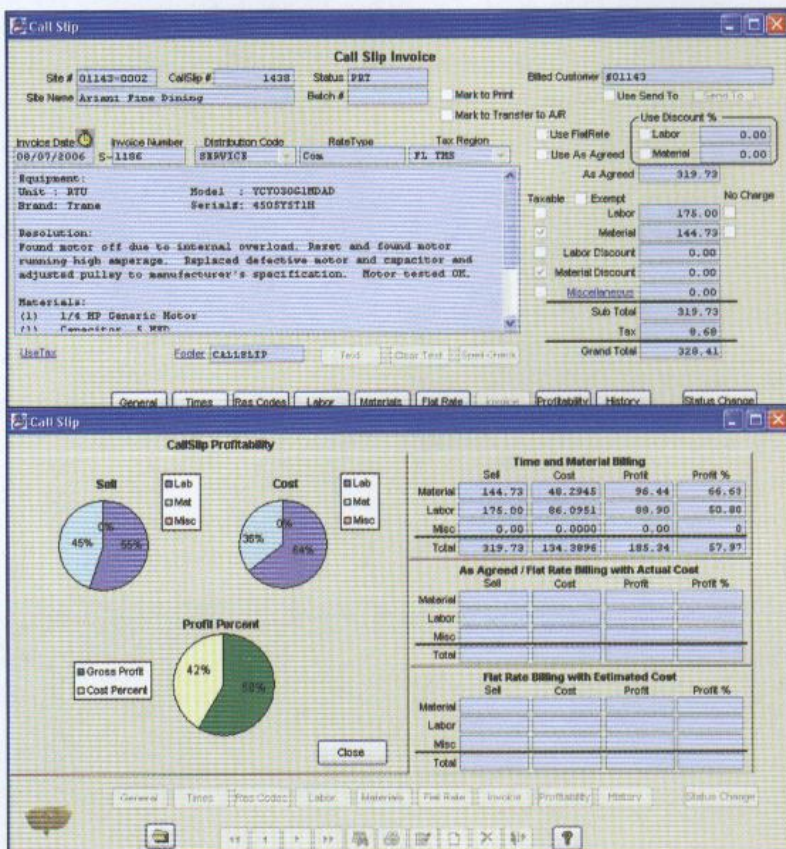 Call Slip
Call Slip Invoice
Site # 01143-0002 CallSlip # 1438 Status PRT Billed Customer #01143
Site Name Ariani Fine Dining Batch # Mark to Print Use Send To Send To
Mark to Transfer to A/R
Use Discount %
Invoice Date Invoice Number Distribution Code RateType Tax Region Use FlatRate Labor 0.00
08/07/2006 S-1186 SERVICE Com FL TMS Use As Agreed Material 0.00
As Agreed 319.73
Equipment:
Unit : RTU Model : YCY030G1MDAD
Brand: Trane Serial#: 4505YST1H
Resolution:
Found motor off due to internal overload. Reset and found motor
running high amperage. Replaced defective motor and capacitor and
adjusted pulley to manufacturer's specification. Motor tested OK.
Materials:
(1) 1/4 HP Generic Motor
(1) Capacitor 5 MFD
Taxable Exempt No Charge
Labor 175.00
Material 144.73
Labor Discount 0.00
Material Discount 0.00
Miscellaneous 0.00
Sub Total 319.73
Tax 8.68
Grand Total 328.41
UseTax Footer CALLSLIP Text Clear Text Spell Check
General Times Res Codes Labor Materials Flat Rate Invoice Profitability History Status Change
Call Slip
CallSlip Profitability
Sell
Lab
Mat
Misc
0%
45%
55%
Cost
Lab
Mat
Misc
0%
36%
64%
Profit Percent
Gross Profit
Cost Percent
42%
58%
Close
Time and Material Billing
Sell Cost Profit Profit %
Material 144.73 48.2945 96.44 66.63
Labor 175.00 86.0951 88.90 50.80
Misc 0.00 0.0000 0.00 0
Total 319.73 134.3896 185.34 57.97
As Agreed / Flat Rate Billing with Actual Cost
Sell Cost Profit Profit %
Material
Labor
Misc
Total
Flat Rate Billing with Estimated Cost
Sell Cost Profit Profit %
Material
Labor
Misc
Total
General Times Res Codes Labor Materials Flat Rate Invoice Profitability History Status Change